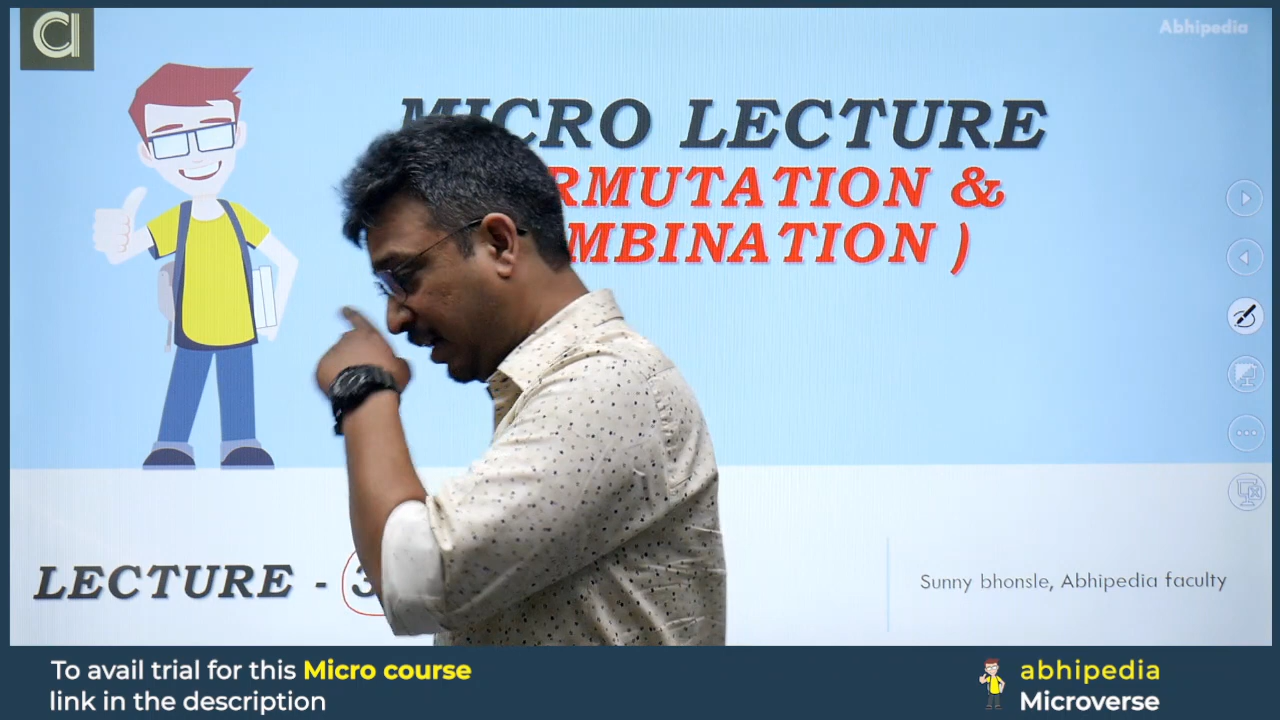 Abhipedia
MICRO LECTURE
RMUTATION &
MBINATION )
LECTURE - 3
Sunny bhonsle, Abhipedia faculty
To avail trial for this Micro course
link in the description
abhipedia
Microverse